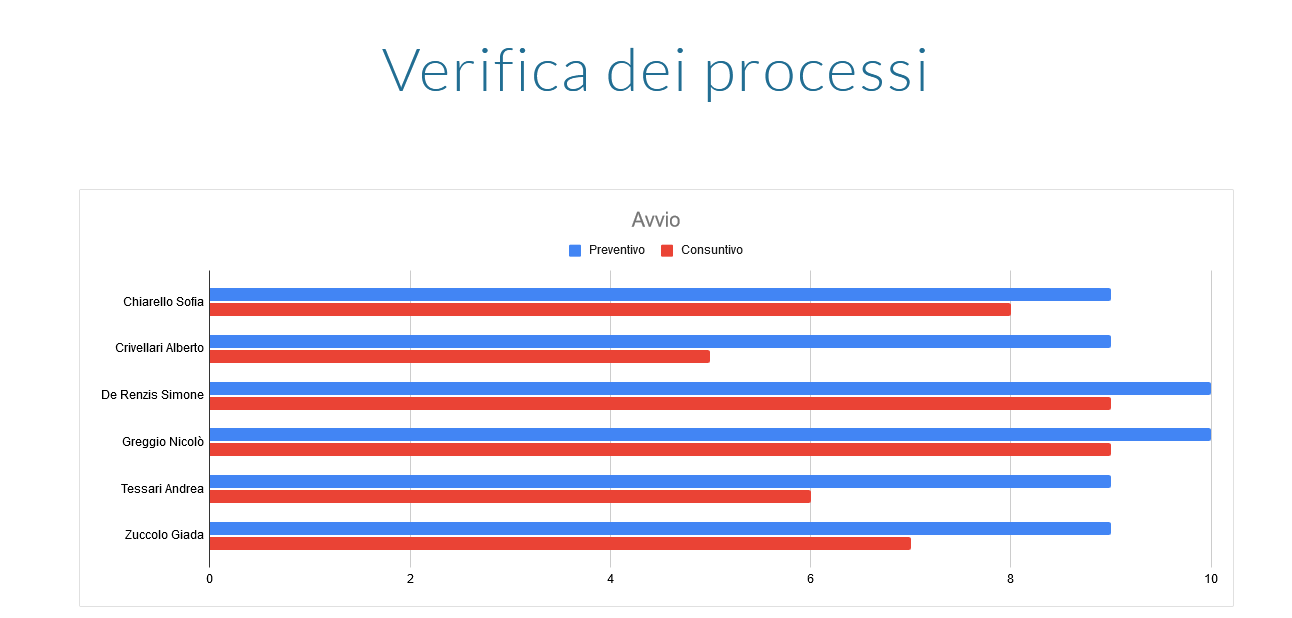 Verifica dei processi
Avvio
Preventivo Consuntivo
Chiarello Sofia
Crivellari Alberto
De Renzis Simone
Greggio Nicolò
Tessari Andrea
Zuccolo Giada
0 2 4 6 8 10